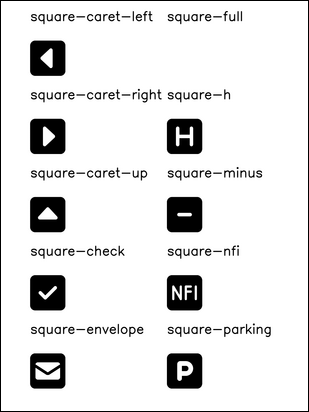 square-caret-left square-full
square-caret-right square-h
H
square-caret-up square-minus
square-check square-nfi
NFI
square-envelope square-parking
P